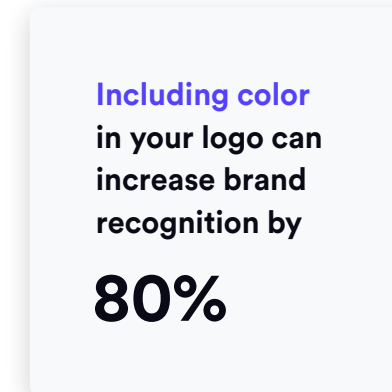 Including color
in your logo can
increase brand
recognition by
80%